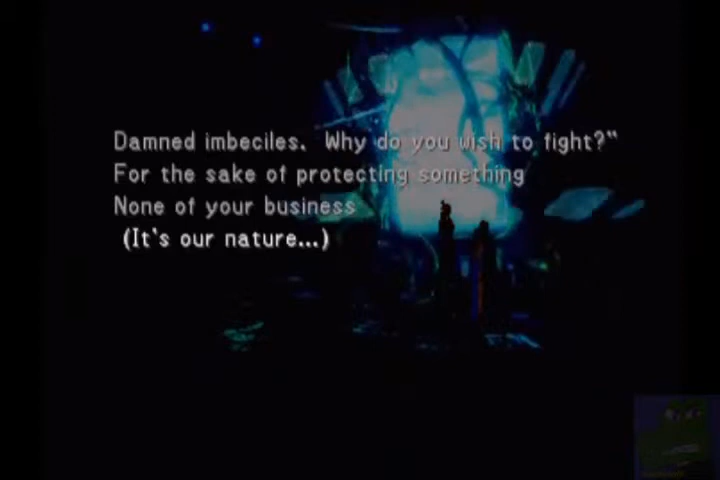 Damned imbeciles. Why do you wish to fight?"
For the sake of protecting something
None of your business
(It's our nature...)